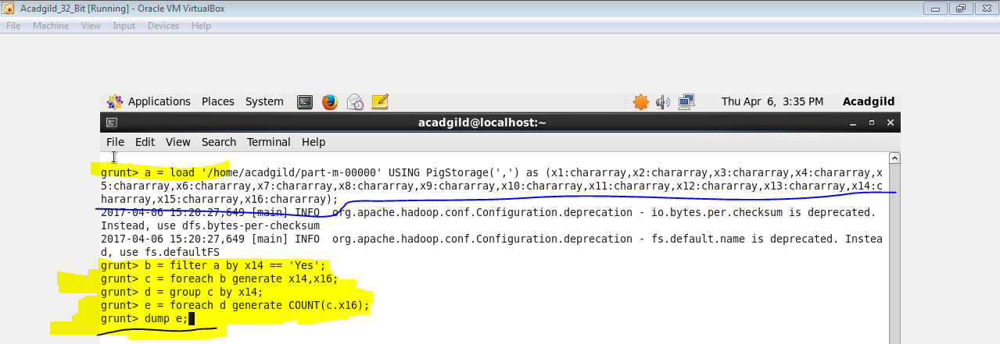 Acadgild_32_Bit [Running] - Oracle VM VirtualBox
File Machine View Input Devices Help
Applications Places System Thu Apr 6, 3:35 PM Acadgild
acadgild@localhost:~
File Edit View Search Terminal Help
grunt> a = load '/home/acadgild/part-m-00000' USING PigStorage(',') as (x1:chararray,x2:chararray,x3:chararray,x4:chararray,x
5:chararray,x6:chararray,x7:chararray,x8:chararray,x9:chararray,x10:chararray,x11:chararray,x12:chararray,x13:chararray,x14:c
hararray,x15:chararray,x16:chararray);
2017-04-06 15:20:27,649 [main] INFO  org.apache.hadoop.conf.Configuration.deprecation - io.bytes.per.checksum is deprecated.
Instead, use dfs.bytes-per-checksum
2017-04-06 15:20:27,649 [main] INFO  org.apache.hadoop.conf.Configuration.deprecation - fs.default.name is deprecated. Instea
d, use fs.defaultFS
grunt> b = filter a by x14 == 'Yes';
grunt> c = foreach b generate x14,x16;
grunt> d = group c by x14;
grunt> e = foreach d generate COUNT(c.x16);
grunt> dump e;